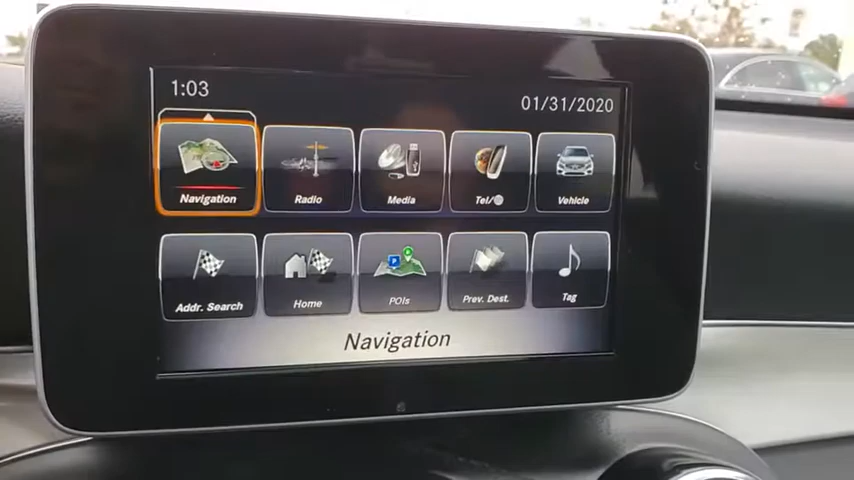 1:03
01/31/2020
Navigation
Radio
Media
Tel/
Vehicle
Addr. Search
Home
POIs
Prev. Dest.
Tag
Navigation